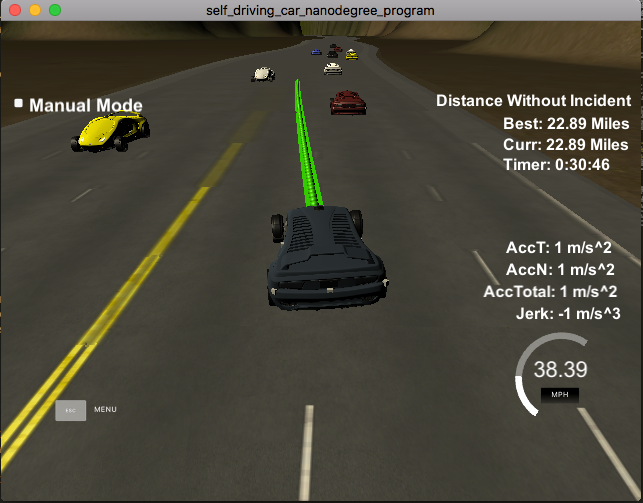 self_driving_car_nanodegree_program
Manual Mode
Distance Without Incident
Best: 22.89 Miles
Curr: 22.89 Miles
Timer: 0:30:46
AccT: 1 m/s^2
AccN: 1 m/s^2
AccTotal: 1 m/s^2
Jerk: -1 m/s^3
38.39
MPH
ESC MENU